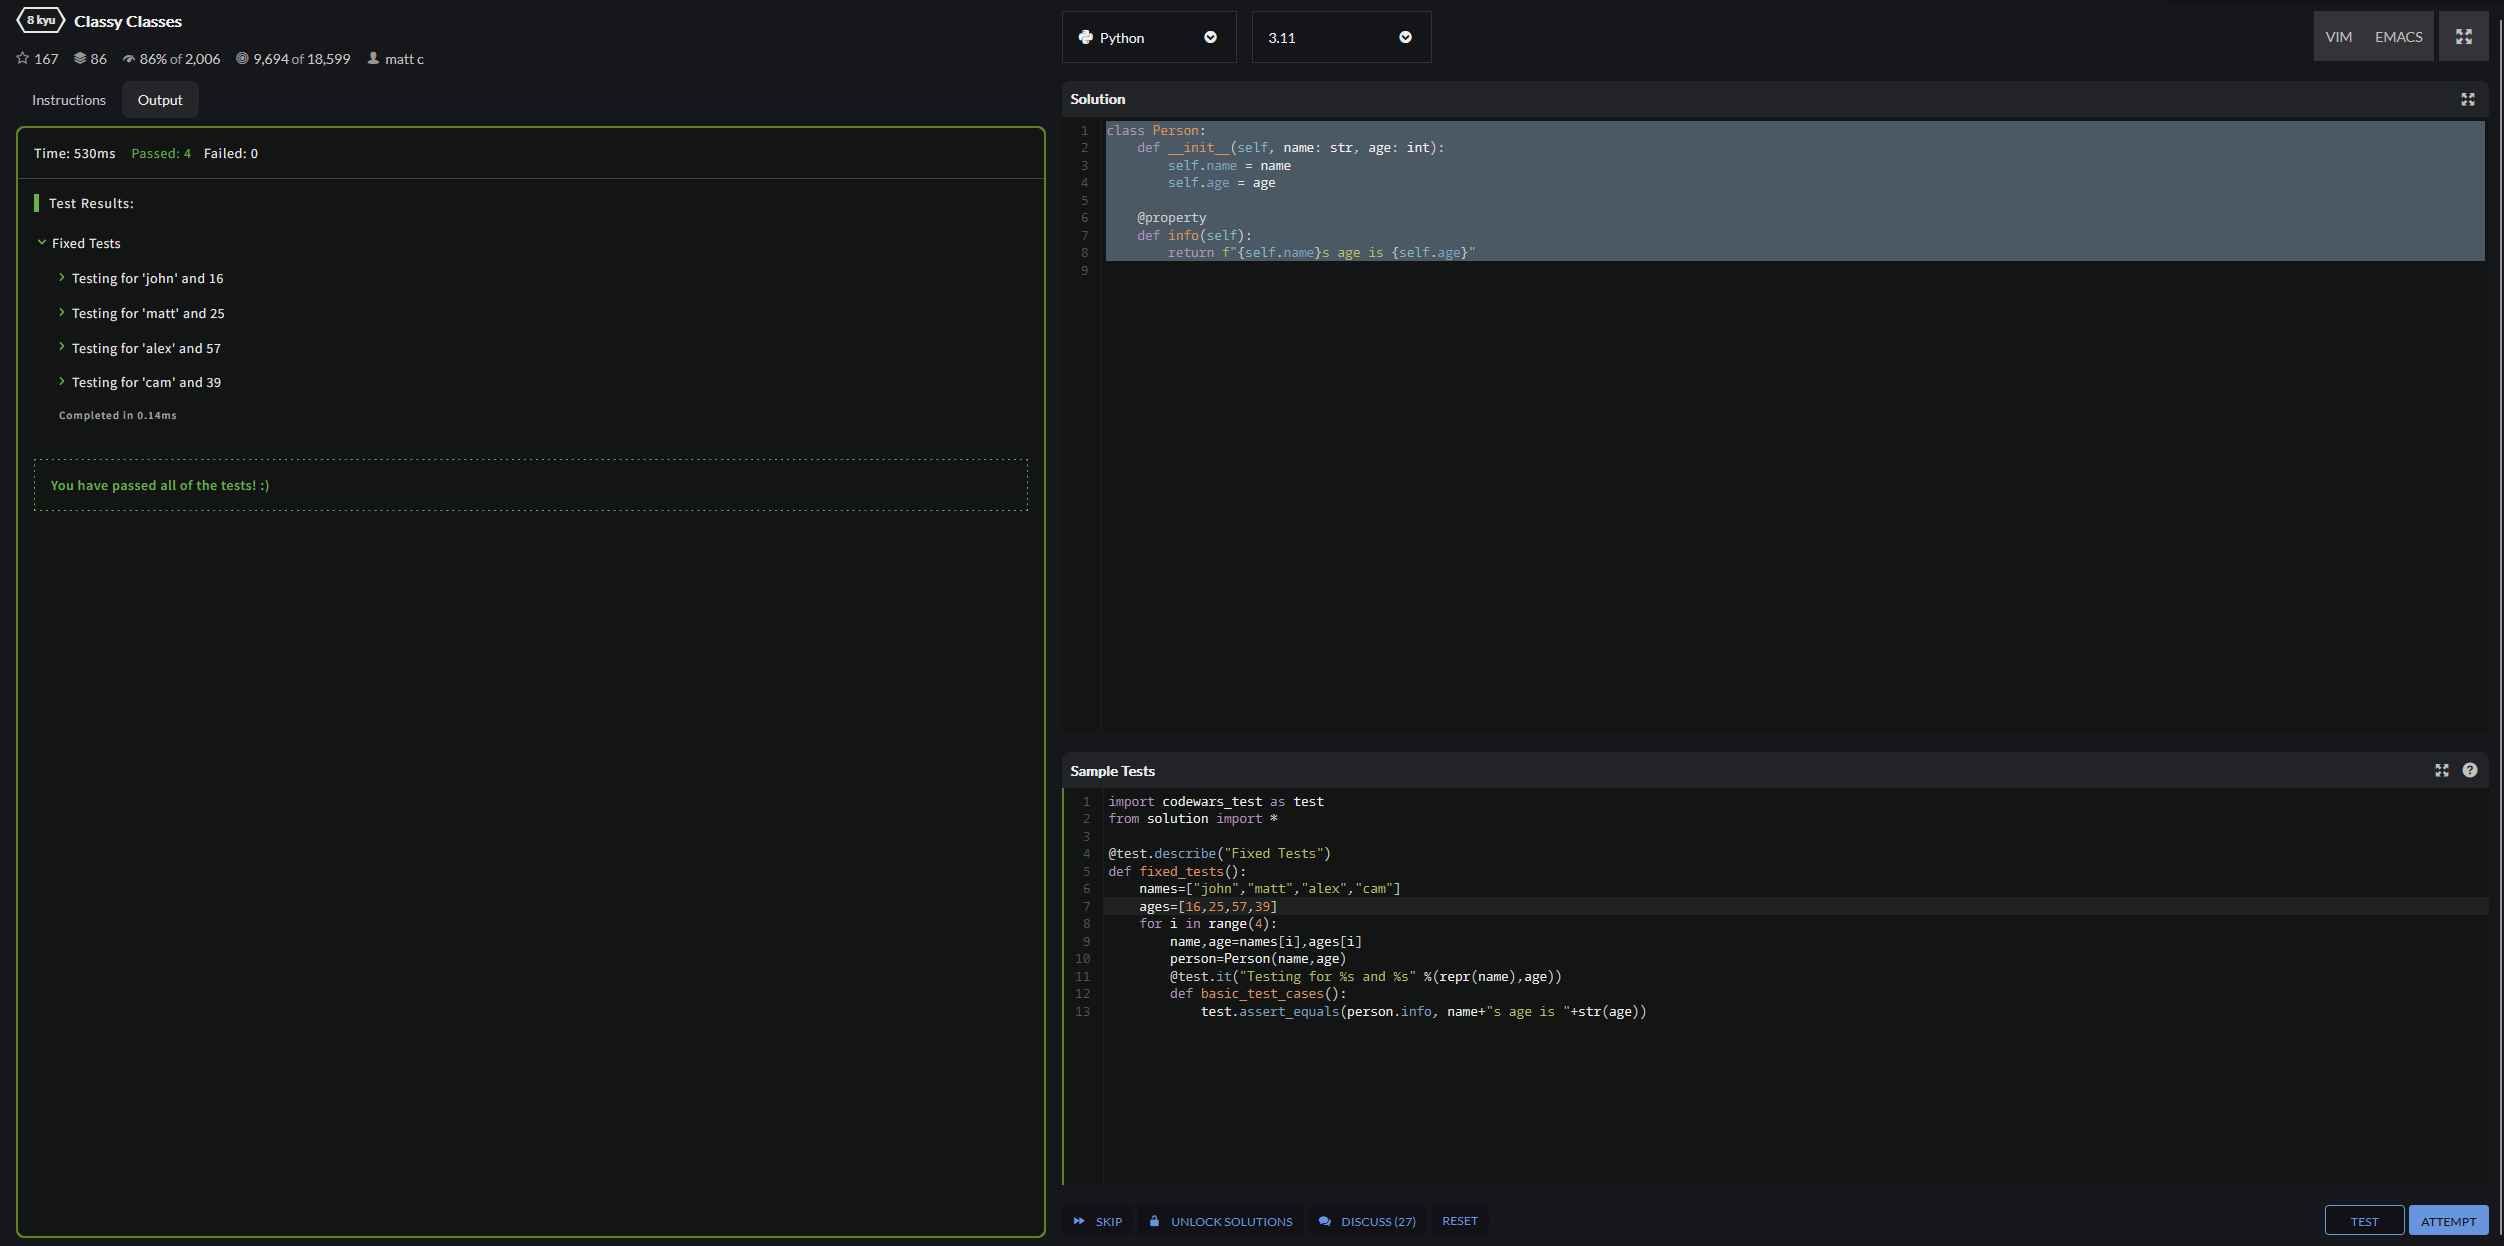 8 kyu Classy Classes
167 86 86% of 2,006 9,694 of 18,599 matt c
Instructions Output
Time: 530ms Passed: 4 Failed: 0
Test Results:
Fixed Tests
Testing for 'john' and 16
Testing for 'matt' and 25
Testing for 'alex' and 57
Testing for 'cam' and 39
Completed in 0.14ms
You have passed all of the tests! :)
Python 3.11 VIM EMACS
Solution
1 class Person:
2     def __init__(self, name: str, age: int):
3         self.name = name
4         self.age = age
5
6     @property
7     def info(self):
8         return f"{self.name}s age is {self.age}"
9
Sample Tests
1 import codewars_test as test
2 from solution import *
3
4 @test.describe("Fixed Tests")
5 def fixed_tests():
6     names=["john","matt","alex","cam"]
7     ages=[16,25,57,39]
8     for i in range(4):
9         name,age=names[i],ages[i]
10         person=Person(name,age)
11         @test.it("Testing for %s and %s" %(repr(name),age))
12         def basic_test_cases():
13             test.assert_equals(person.info, name+"s age is "+str(age))
SKIP UNLOCK SOLUTIONS DISCUSS (27) RESET TEST ATTEMPT